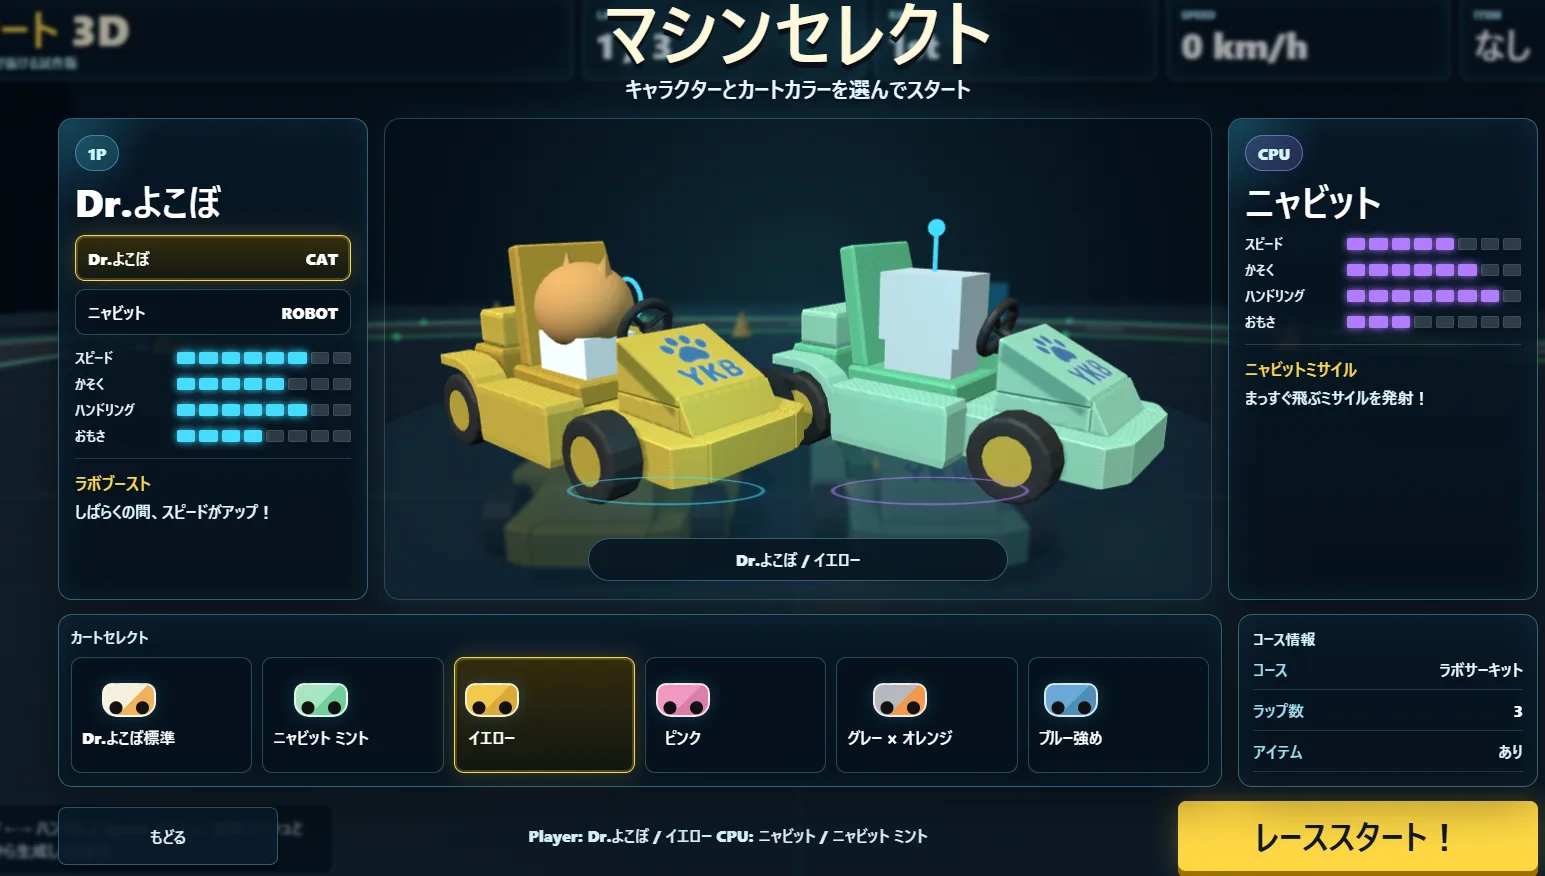 ート 3D
マシンセレクト
キャラクターとカートカラーを選んでスタート
0 km/h
なし
1P
Dr.よこぼ
Dr.よこぼ CAT
ニャビット ROBOT
スピード
かそく
ハンドリング
おもさ
ラボブースト
しばらくの間、スピードがアップ！
YKB
YKB
Dr.よこぼ / イエロー
CPU
ニャビット
スピード
かそく
ハンドリング
おもさ
ニャビットミサイル
まっすぐ飛ぶミサイルを発射！
カートセレクト
Dr.よこぼ標準
ニャビット ミント
イエロー
ピンク
グレー × オレンジ
ブルー強め
コース情報
コース ラボサーキット
ラップ数 3
アイテム あり
もどる
Player: Dr.よこぼ / イエロー CPU: ニャビット / ニャビット ミント
レーススタート！